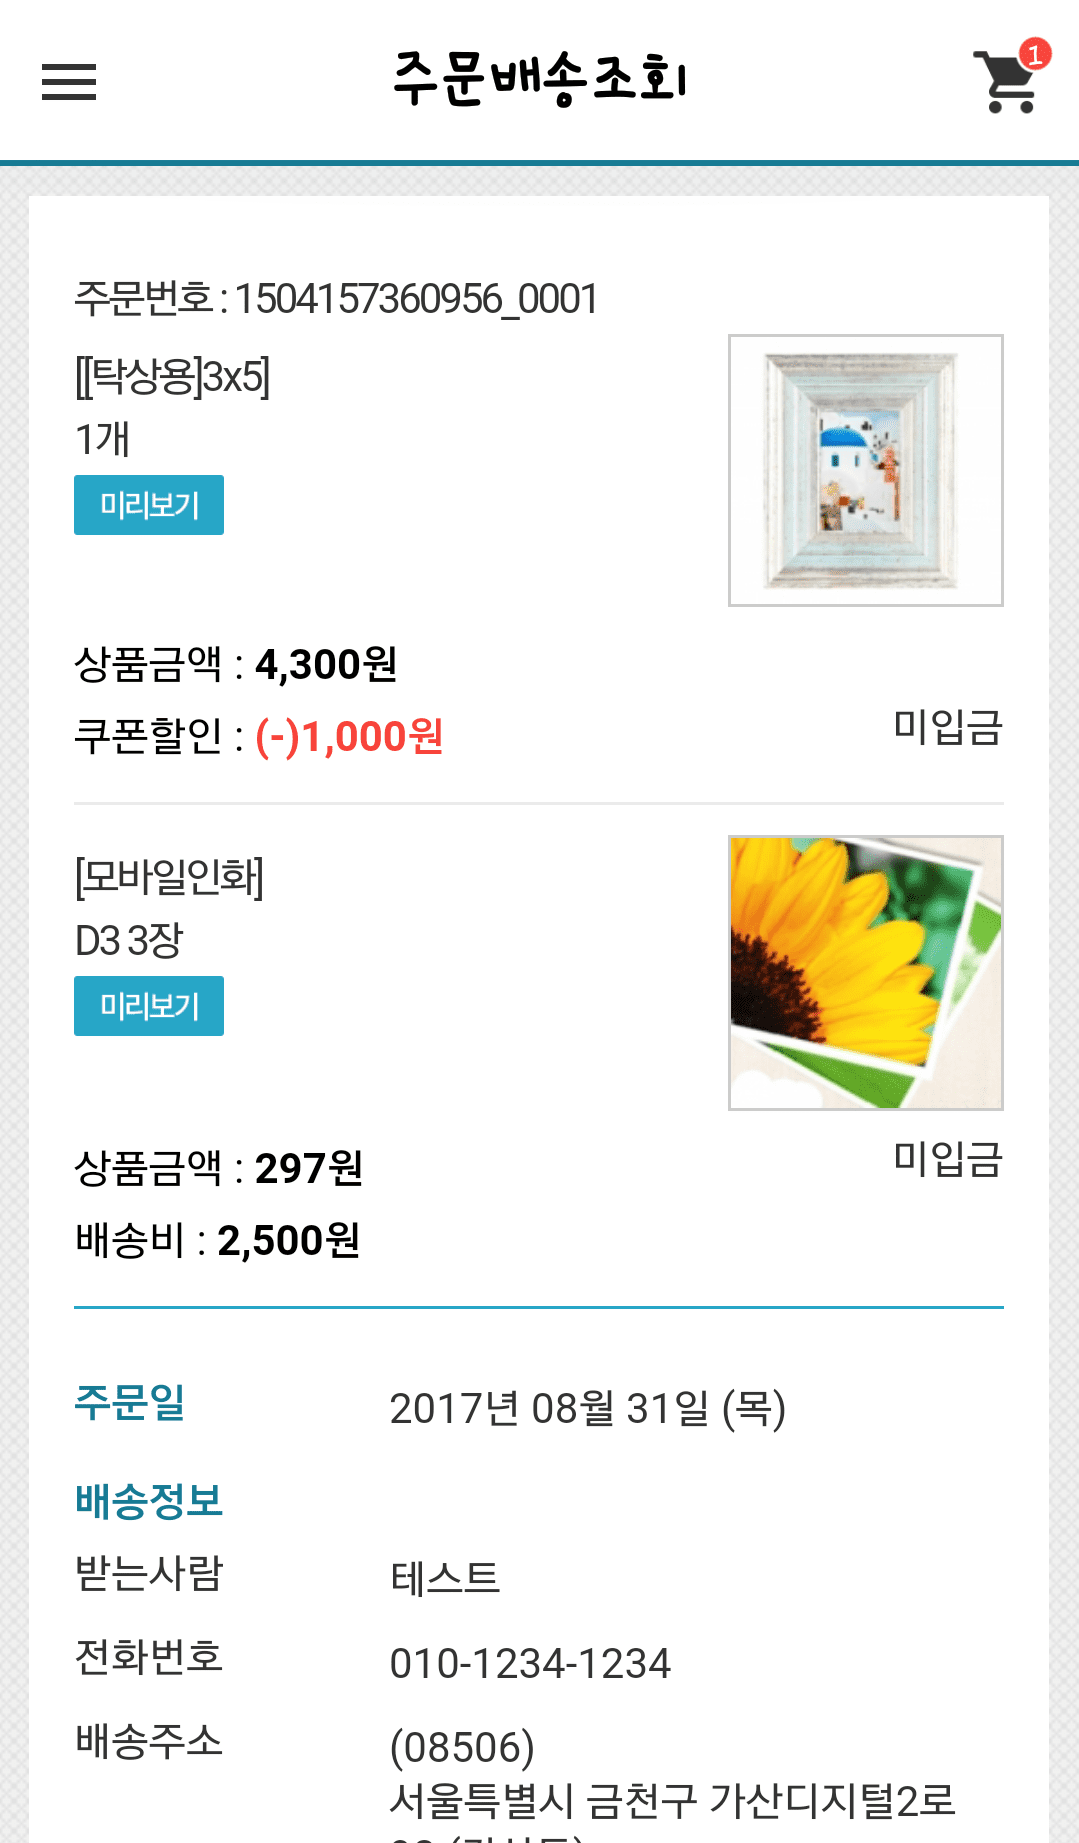 주문배송조회
1
주문번호 : 1504157360956_0001
[[탁상용]3x5]
1개
미리보기
상품금액 : 4,300원
쿠폰할인 : (-)1,000원
미입금
[모바일인화]
D3 3장
미리보기
상품금액 : 297원
미입금
배송비 : 2,500원
주문일 2017년 08월 31일 (목)
배송정보
받는사람 테스트
전화번호 010-1234-1234
배송주소 (08506)
서울특별시 금천구 가산디지털2로